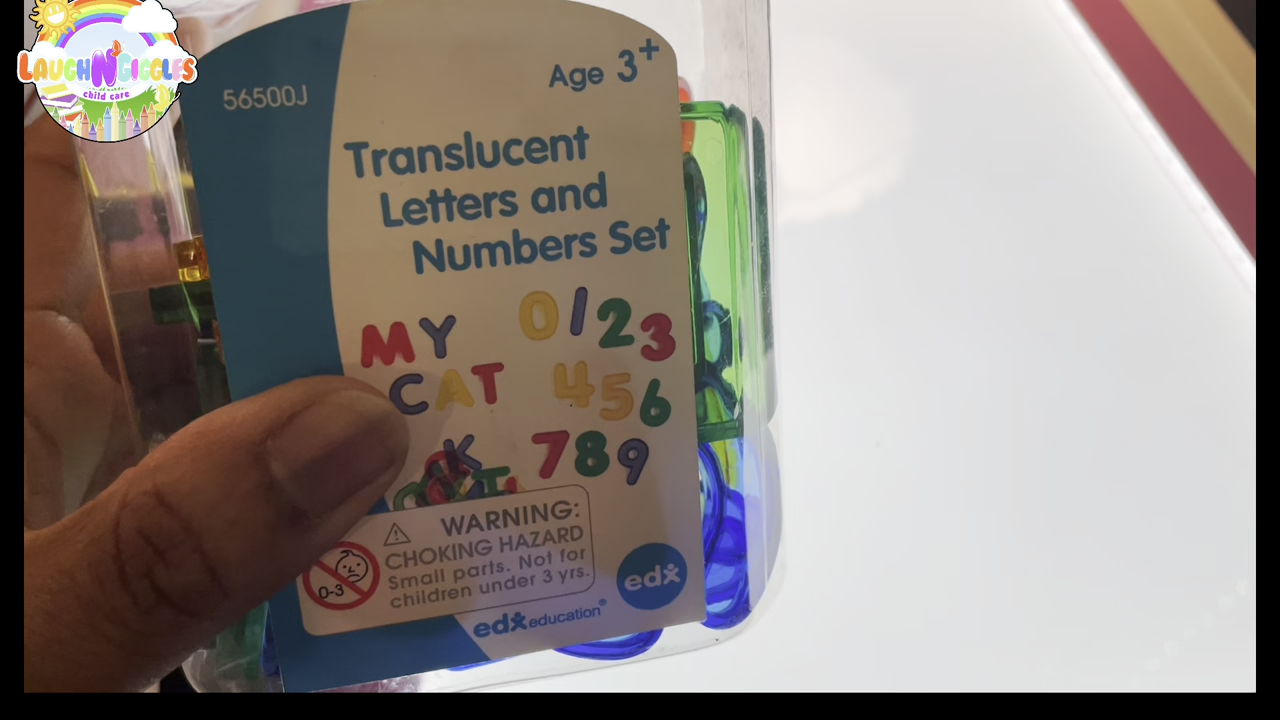 LAUGHNGIGGLES
child care
56500J
Age 3+
Translucent
Letters and
Numbers Set
MY
CAT
K
0123
456
789
WARNING:
CHOKING HAZARD
Small parts. Not for
children under 3 yrs.
0-3
edx
edx education®